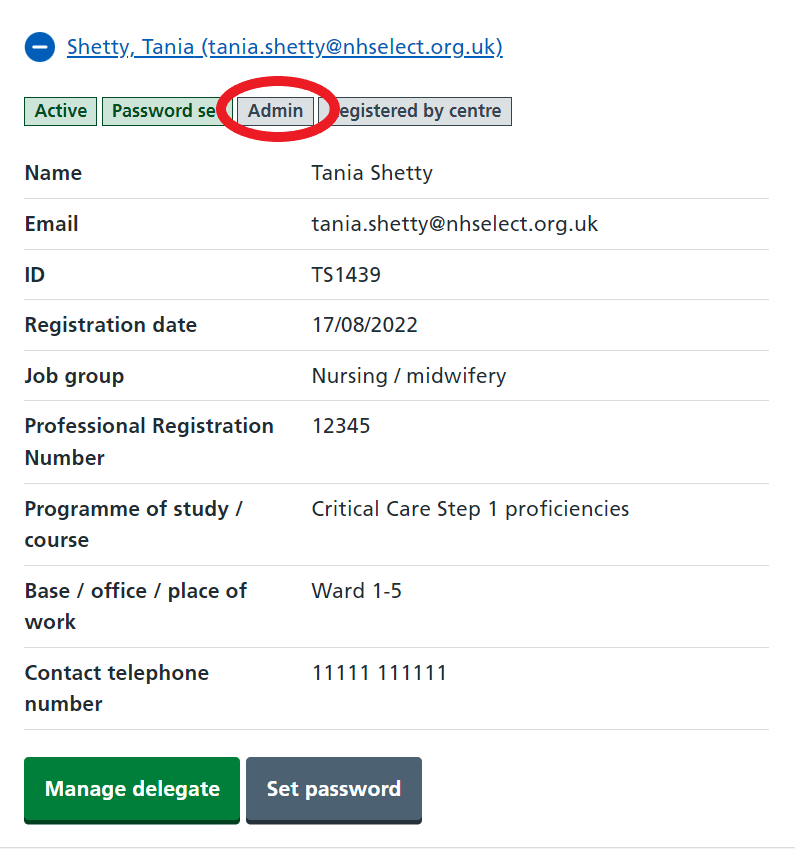 Shetty, Tania (tania.shetty@nhselect.org.uk)
Active Password se Admin egistered by centre
Name Tania Shetty
Email tania.shetty@nhselect.org.uk
ID TS1439
Registration date 17/08/2022
Job group Nursing / midwifery
Professional Registration 12345
Number
Programme of study / Critical Care Step 1 proficiencies
course
Base / office / place of Ward 1-5
work
Contact telephone 11111 111111
number
Manage delegate Set password